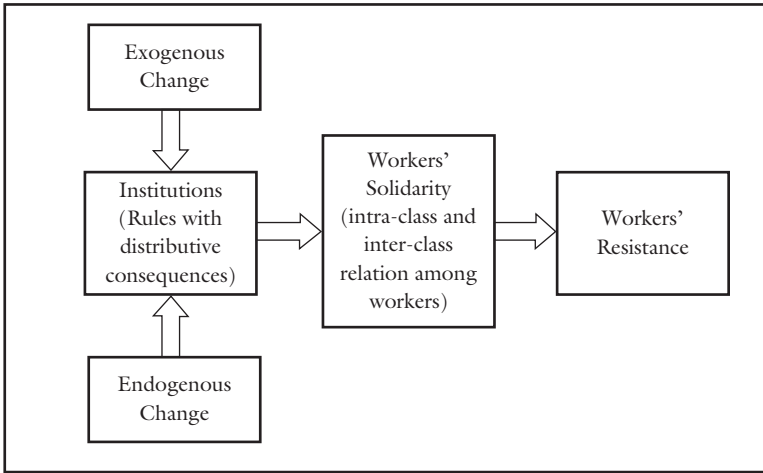 Exogenous
Change
Institutions
(Rules with
distributive
consequences)
Workers’
Solidarity
(intra-class and
inter-class
relation among
workers)
Workers’
Resistance
Endogenous
Change